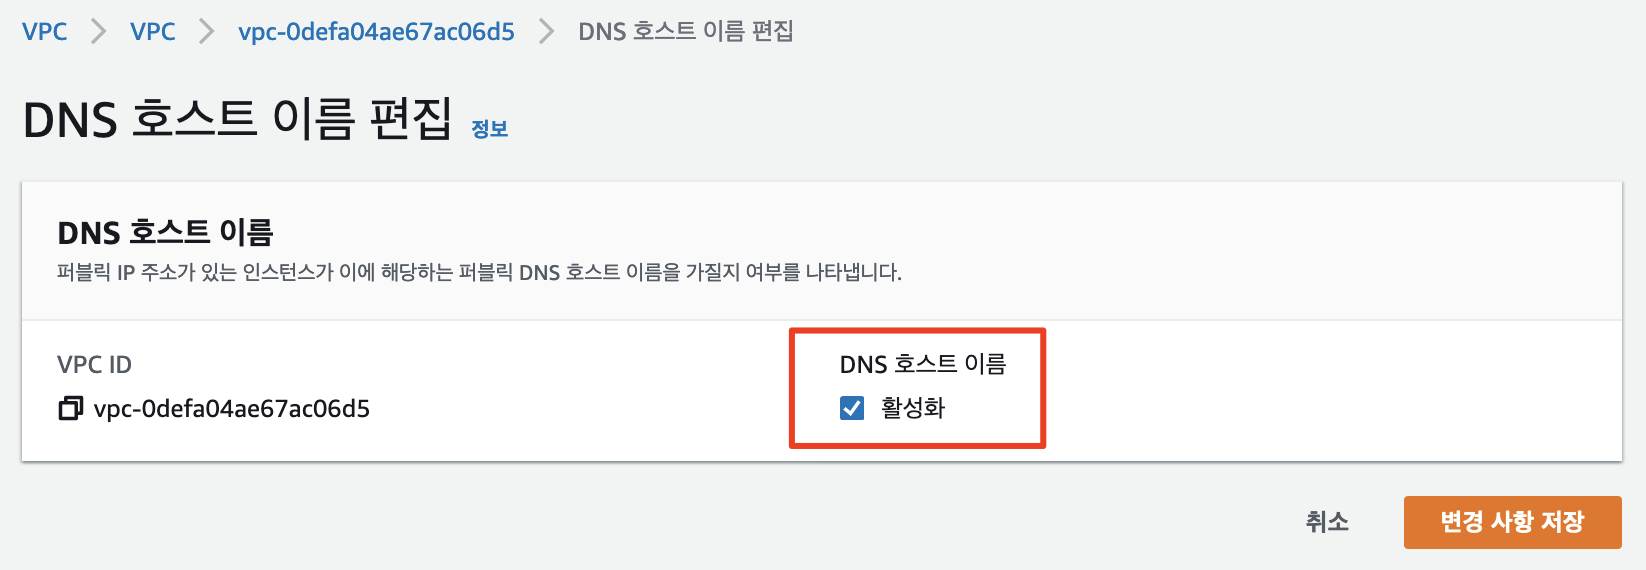 VPC > VPC > vpc-0defa04ae67ac06d5 > DNS 호스트 이름 편집
DNS 호스트 이름 편집 정보
DNS 호스트 이름
퍼블릭 IP 주소가 있는 인스턴스가 이에 해당하는 퍼블릭 DNS 호스트 이름을 가질지 여부를 나타냅니다.
VPC ID
vpc-0defa04ae67ac06d5
DNS 호스트 이름
활성화
취소
변경 사항 저장